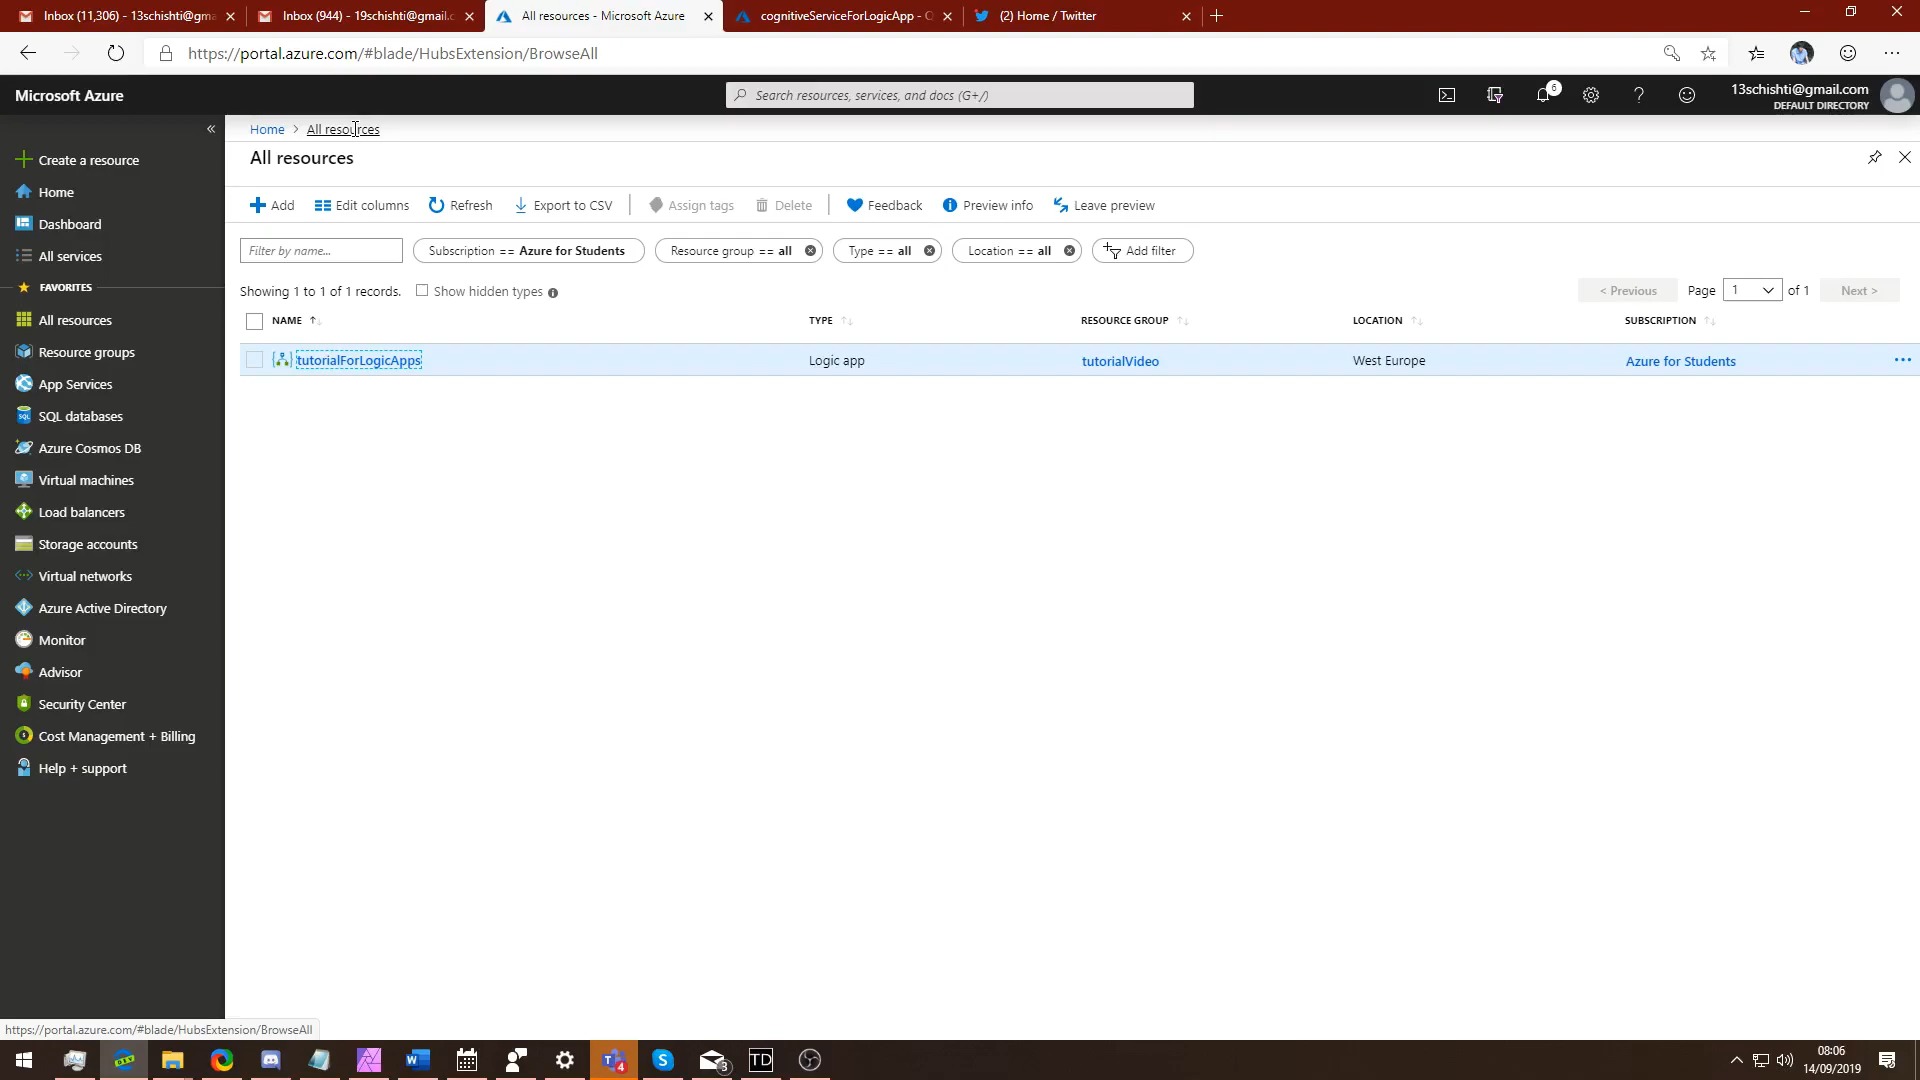 Inbox (11,306) - 13schishti@gma
Inbox (944) - 19schishti@gmail.c
All resources - Microsoft Azure
cognitiveServiceForLogicApp - Q
(2) Home / Twitter
https://portal.azure.com/#blade/HubsExtension/BrowseAll
Microsoft Azure
Search resources, services, and docs (G+/)
6
13schishti@gmail.com
DEFAULT DIRECTORY
Home > All resources
All resources
Create a resource
Home
Dashboard
All services
FAVORITES
All resources
Resource groups
App Services
SQL databases
Azure Cosmos DB
Virtual machines
Load balancers
Storage accounts
Virtual networks
Azure Active Directory
Monitor
Advisor
Security Center
Cost Management + Billing
Help + support
Add
Edit columns
Refresh
Export to CSV
Assign tags
Delete
Feedback
Preview info
Leave preview
Filter by name...
Subscription == Azure for Students
Resource group == all
Type == all
Location == all
Add filter
Showing 1 to 1 of 1 records.
Show hidden types
< Previous
Page 1 of 1
Next >
NAME
TYPE
RESOURCE GROUP
LOCATION
SUBSCRIPTION
tutorialForLogicApps
Logic app
tutorialVideo
West Europe
Azure for Students
https://portal.azure.com/#blade/HubsExtension/BrowseAll
DEV
4
3
TD
08:06
14/09/2019